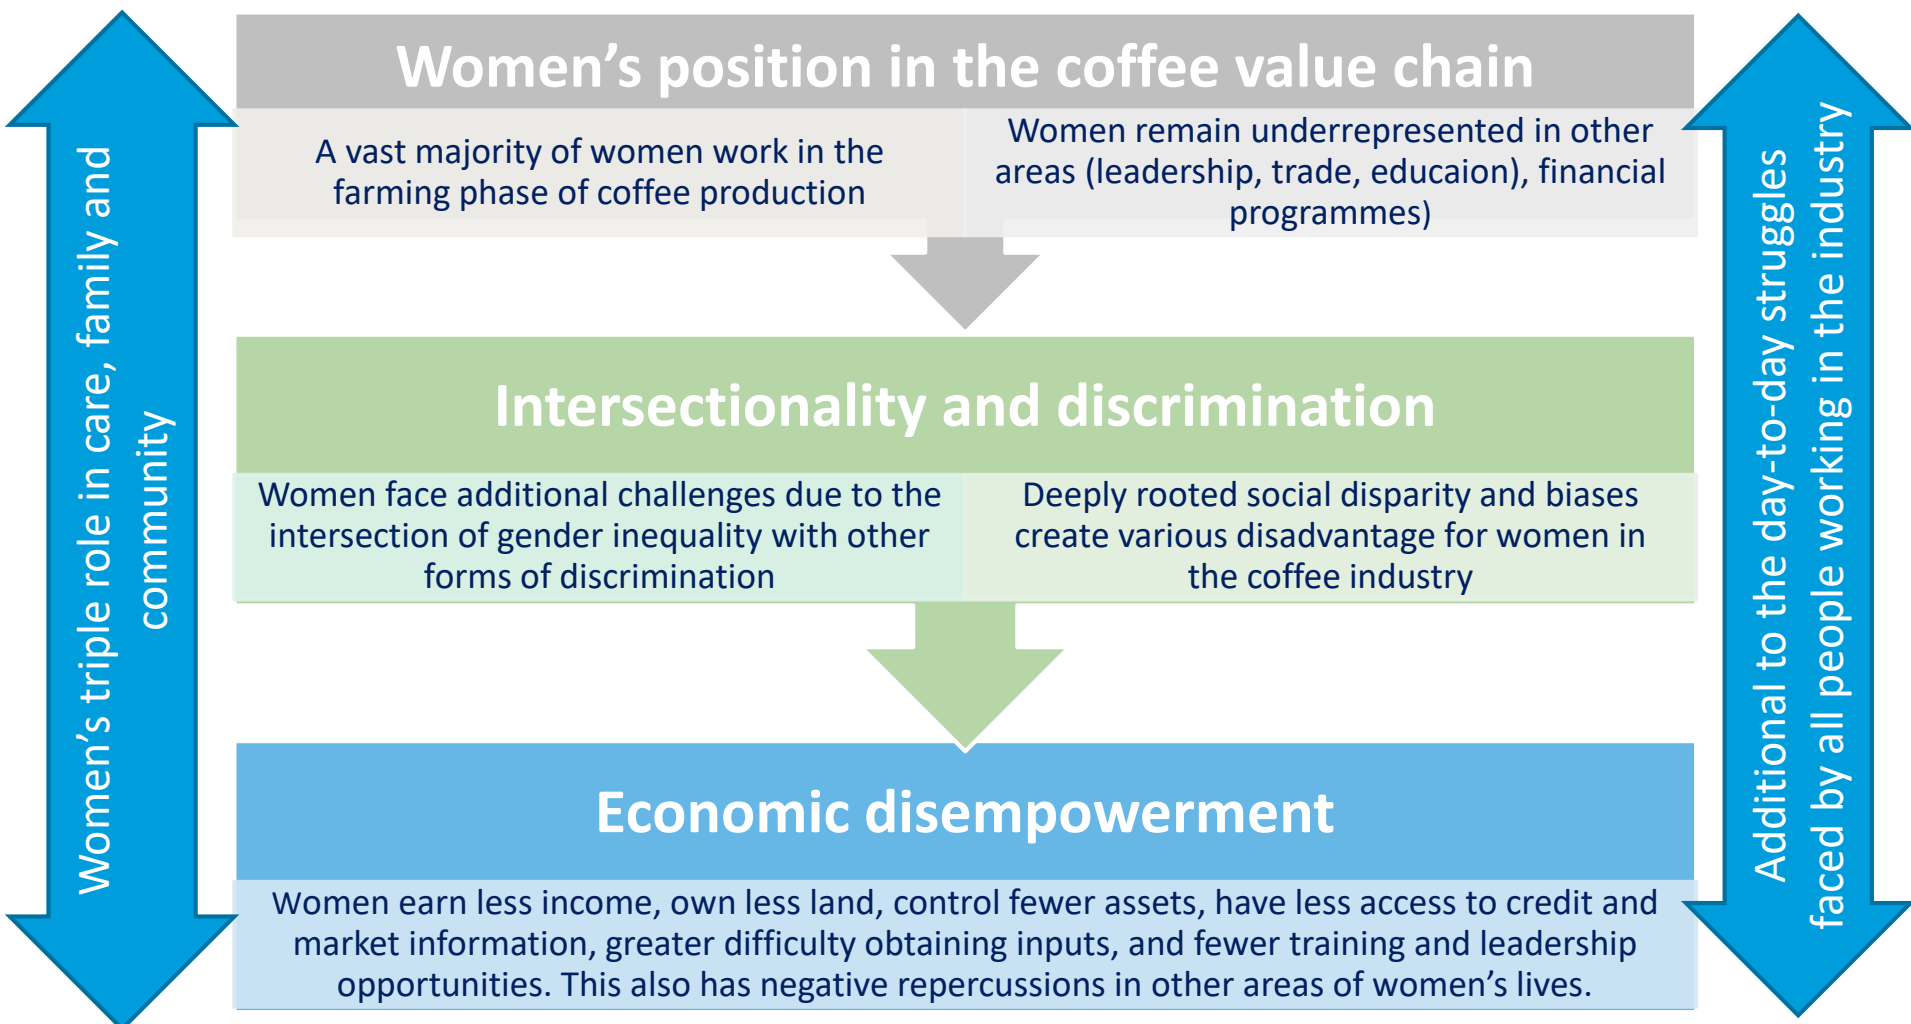 Women's position in the coffee value chain
A vast majority of women work in the
farming phase of coffee production
Women remain underrepresented in other
areas (leadership, trade, educaion), financial
programmes)
Intersectionality and discrimination
Women face additional challenges due to the
intersection of gender inequality with other
forms of discrimination
Deeply rooted social disparity and biases
create various disadvantage for women in
the coffee industry
Economic disempowerment
Women earn less income, own less land, control fewer assets, have less access to credit and
market information, greater difficulty obtaining inputs, and fewer training and leadership
opportunities. This also has negative repercussions in other areas of women's lives.
Women's triple role in care, family and
community
Additional to the day-to-day struggles
faced by all people working in the industry